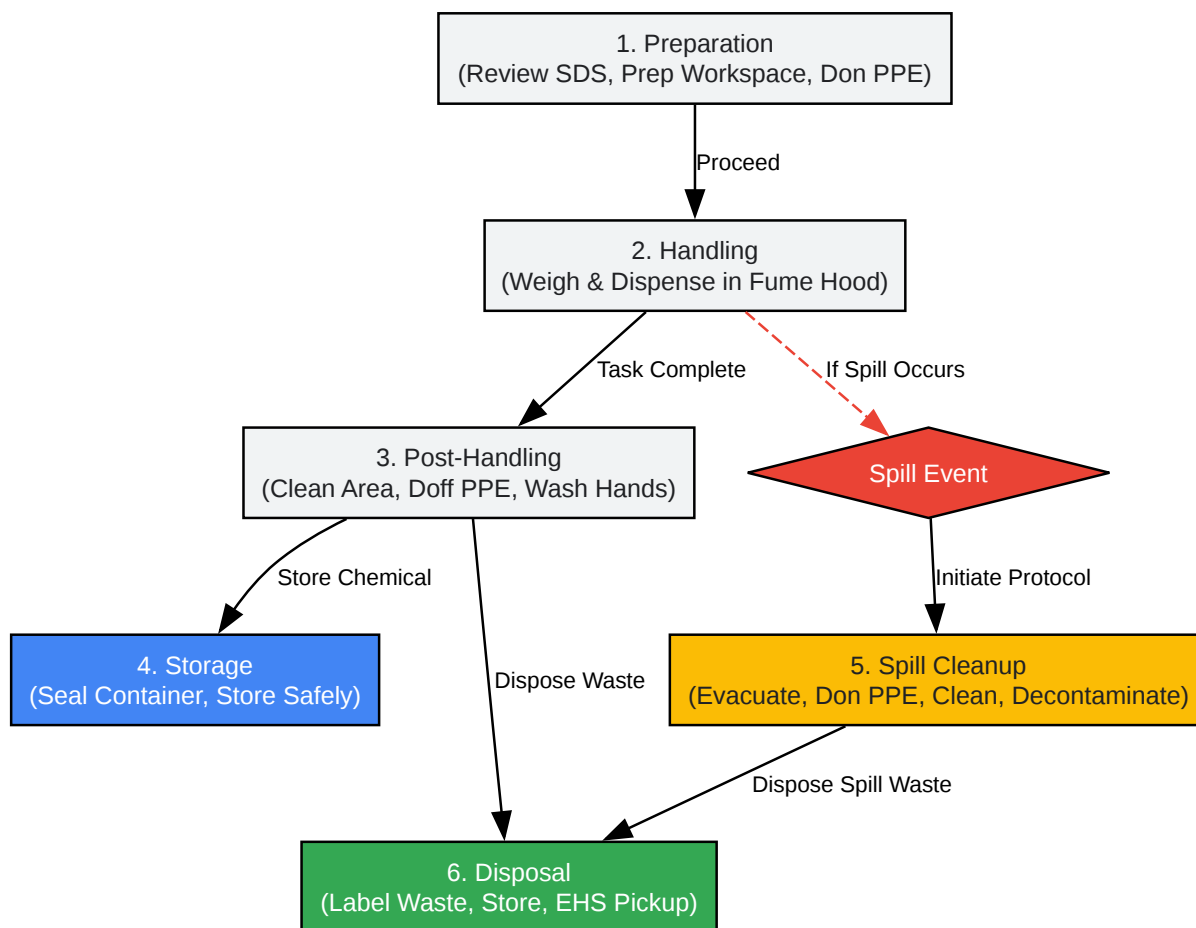 1. Preparation
(Review SDS, Prep Workspace, Don PPE)
Proceed
2. Handling
(Weigh & Dispense in Fume Hood)
Task Complete
If Spill Occurs
3. Post-Handling
(Clean Area, Doff PPE, Wash Hands)
Spill Event
Store Chemical
Initiate Protocol
4. Storage
(Seal Container, Store Safely)
Dispose Waste
5. Spill Cleanup
(Evacuate, Don PPE, Clean, Decontaminate)
Dispose Spill Waste
6. Disposal
(Label Waste, Store, EHS Pickup)